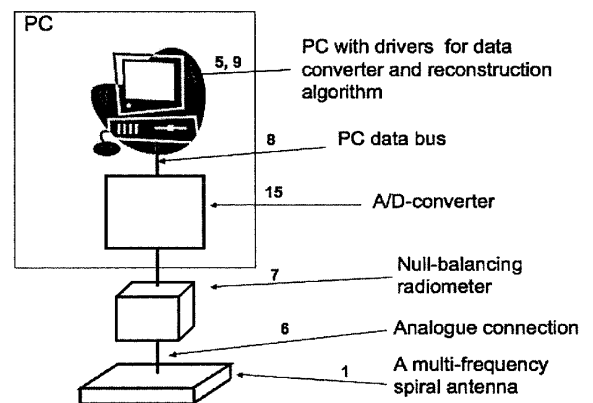 PC
5, 9
PC with drivers for data
converter and reconstruction
algorithm
8
PC data bus
15
A/D-converter
7
Null-balancing
radiometer
6
Analogue connection
1
A multi-frequency
spiral antenna